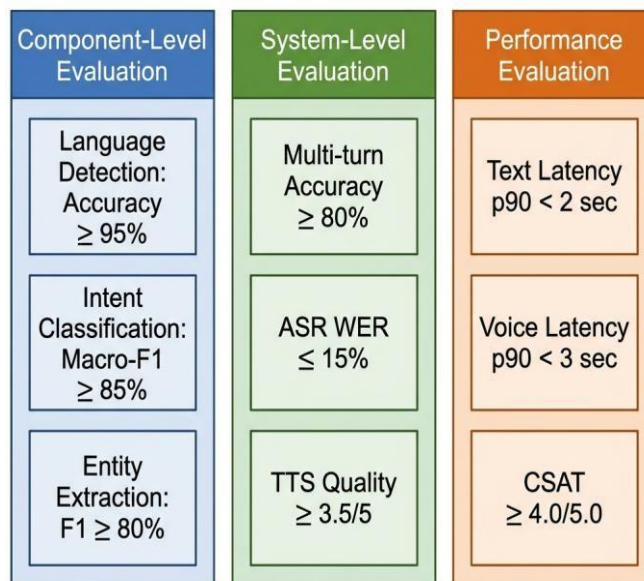 Component-Level
Evaluation
Language
Detection:
Accuracy
≥ 95%
Intent
Classification:
Macro-F1
≥ 85%
Entity
Extraction:
F1 ≥ 80%
System-Level
Evaluation
Multi-turn
Accuracy
≥ 80%
ASR WER
≤ 15%
TTS Quality
≥ 3.5/5
Performance
Evaluation
Text Latency
p90 < 2 sec
Voice Latency
p90 < 3 sec
CSAT
≥ 4.0/5.0